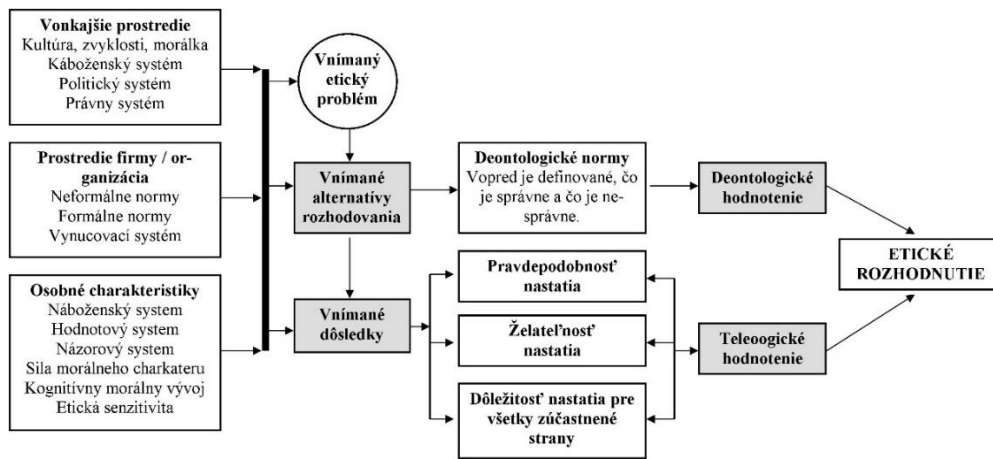 Vonkajšie prostredie
Kultúra, zvyklosti, morálka
Káboženský systém
Politický systém
Právny systém
Prostredie firmy / or-
ganizácia
Neformálne normy
Formálne normy
Vynucovací systém
Osobné charakteristiky
Náboženský system
Hodnotový system
Názorový system
Sila morálneho charkateru
Kognitívny morálny vývoj
Etická senzitivita
Vnímaný
etický
problém
Vnímané
alternatívy
rozhodovania
Vnímané
dôsledky
Deontologické normy
Vopred je definované, čo
je správne a čo je ne-
správne.
Pravdepodobnosť
nastatia
Želateľnosť
nastatia
Dôležitosť nastatia pre
všetky zúčastnené
strany
Deontologické
hodnotenie
Teleoogické
hodnotenie
ETICKÉ
ROZHODNUTIE